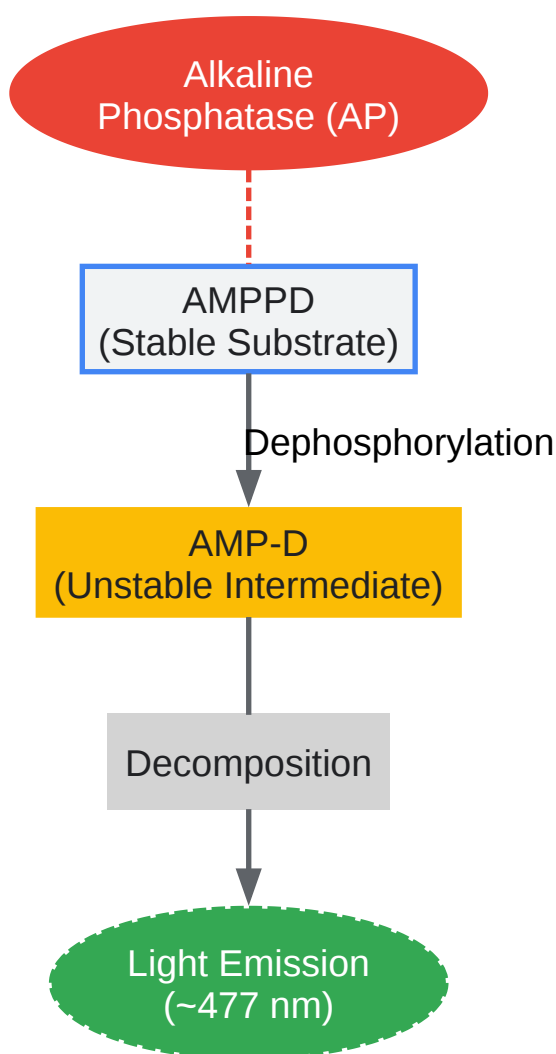 Alkaline
Phosphatase (AP)
AMPPD
(Stable Substrate)
Dephosphorylation
AMP-D
(Unstable Intermediate)
Decomposition
Light Emission
(~477 nm)